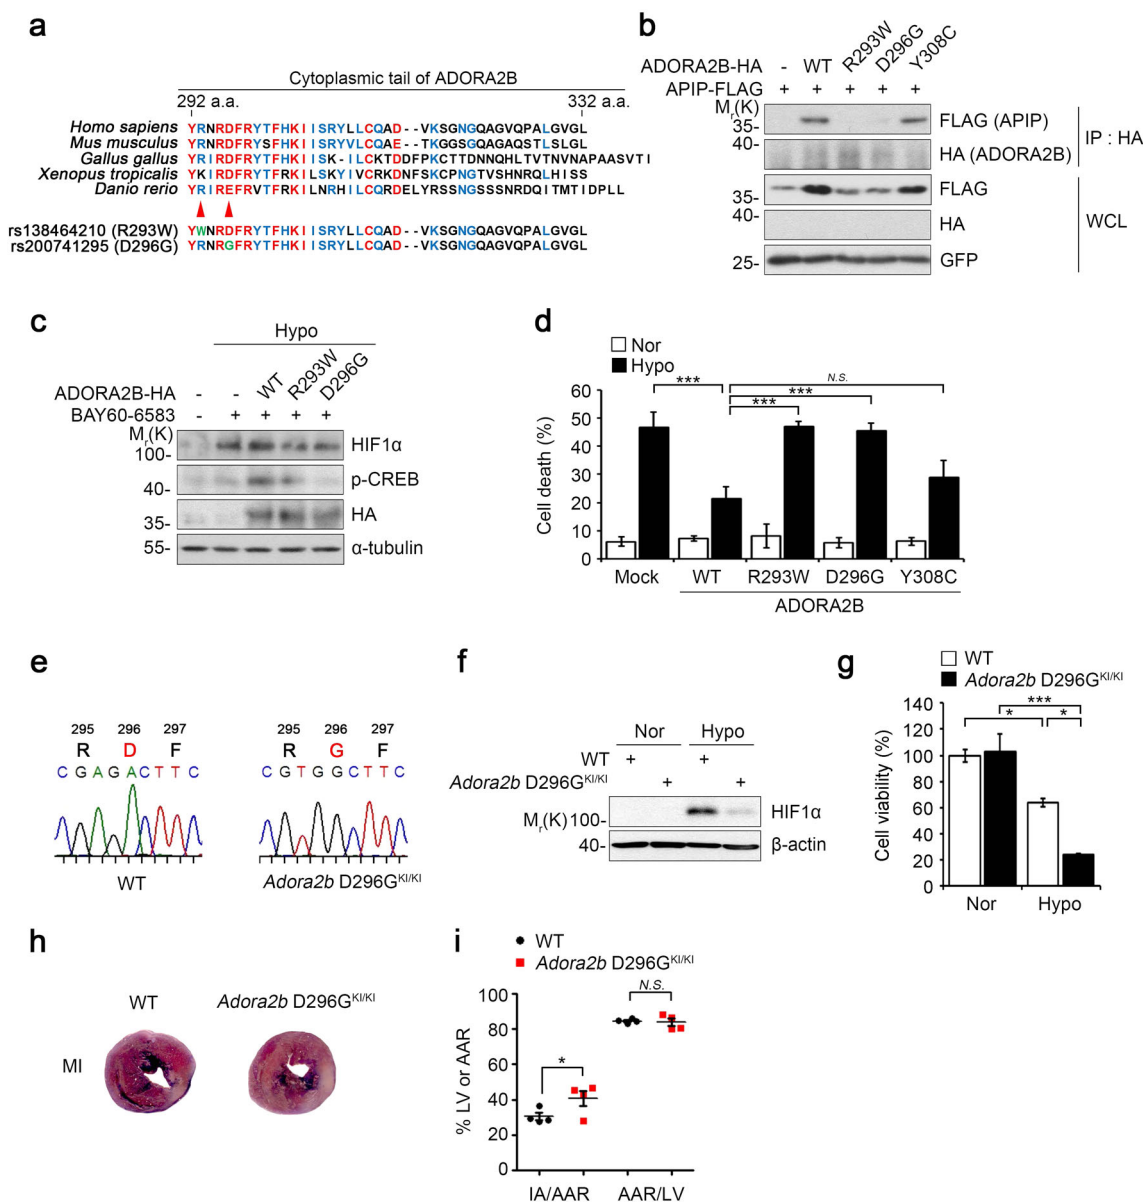 a
Cytoplasmic tail of ADORA2B
292 a.a.
332 a.a.
Homo sapiens YRNRDFRYTFHKIISRYLLCQAD--VKSGNGQAGVQPALGVGL
Mus musculus YRNRDFRYSFHKIISRYLLCQAE--TKGGSGQAGAQSTLSLGL
Gallus gallus YRIRDFRYTFHKIISK-ILCKTDDFPKCTTDNNQHLTVTNVNAPAASVTI
Xenopus tropicalis YKIRDFRYTFHKIILSKYIVCRKDNFSKCPNGTVSHNRQLHISS
Danio rerio YRIREFRVTFRKILNRHILCRDELYRSSNGSSSNRDQITMTIDPLL
rs138464210 (R293W) YWNRDFRYTFHKIISRYLLCQAD--VKSGNGQAGVQPALGVGL
rs200741295 (D296G) YRNRGFRYTFHKIISRYLLCQAD--VKSGNGQAGVQPALGVGL
b
ADORA2B-HA - WT R293W D296G Y308C
APIP-FLAG + + + + +
Mr(K)
35- FLAG (APIP)
40-
HA (ADORA2B)
IP : HA
35- FLAG
40-
HA
WCL
25- GFP
c
Hypo
ADORA2B-HA - - WT R293W D296G
BAY60-6583 - + + + +
Mr(K)
100- HIF1α
40- p-CREB
35- HA
55- α-tubulin
d
Nor
Hypo
Cell death (%)
60
50
40
30
20
10
0
***
N.S.
***
***
Mock WT R293W D296G Y308C
ADORA2B
e
295 296 297
R D F
C G A G A C T T C
WT
295 296 297
R G F
C G T G G C T T C
Adora2b D296GKI/KI
f
Nor Hypo
WT + +
Adora2b D296GKI/KI + +
Mr(K) 100- HIF1α
40- β-actin
g
WT
Adora2b D296GKI/KI
Cell viability (%)
140
120
100
80
60
40
20
0
***
* *
Nor Hypo
h
WT Adora2b D296GKI/KI
MI
i
WT
Adora2b D296GKI/KI
% LV or AAR
100
80
60
40
20
0
N.S.
*
IA/AAR AAR/LV